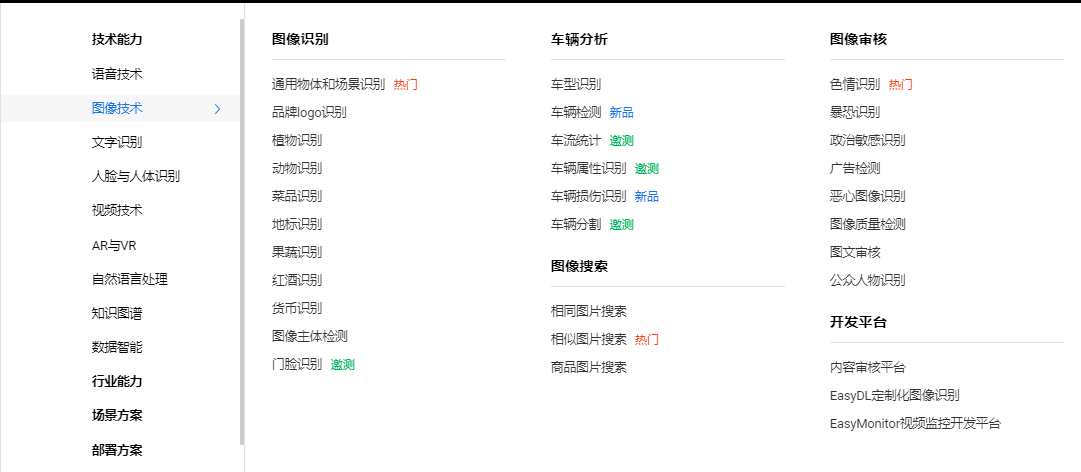 技术能力
语音技术
图像技术
文字识别
人脸与人体识别
视频技术
AR与VR
自然语言处理
知识图谱
数据智能
行业能力
场景方案
部署方案
图像识别
通用物体和场景识别 热门
品牌logo识别
植物识别
动物识别
菜品识别
地标识别
果蔬识别
红酒识别
货币识别
图像主体检测
门脸识别 邀测
车辆分析
车型识别
车辆检测 新品
车流统计 邀测
车辆属性识别 邀测
车辆损伤识别 新品
车辆分割 邀测
图像搜索
相同图片搜索
相似图片搜索 热门
商品图片搜索
图像审核
色情识别 热门
暴恐识别
政治敏感识别
广告检测
恶心图像识别
图像质量检测
图文审核
公众人物识别
开发平台
内容审核平台
EasyDL定制化图像识别
EasyMonitor视频监控开发平台